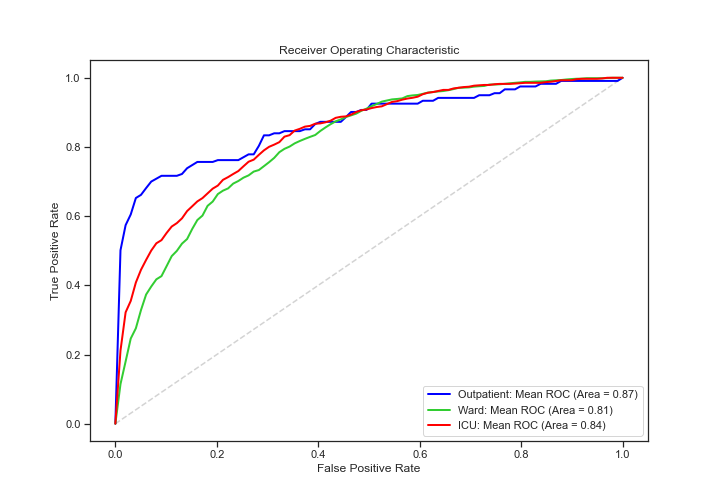 Receiver Operating Characteristic
True Positive Rate
1.0
0.8
0.6
0.4
0.2
0.0
Outpatient: Mean ROC (Area = 0.87)
Ward: Mean ROC (Area = 0.81)
ICU: Mean ROC (Area = 0.84)
0.0 0.2 0.4 0.6 0.8 1.0
False Positive Rate